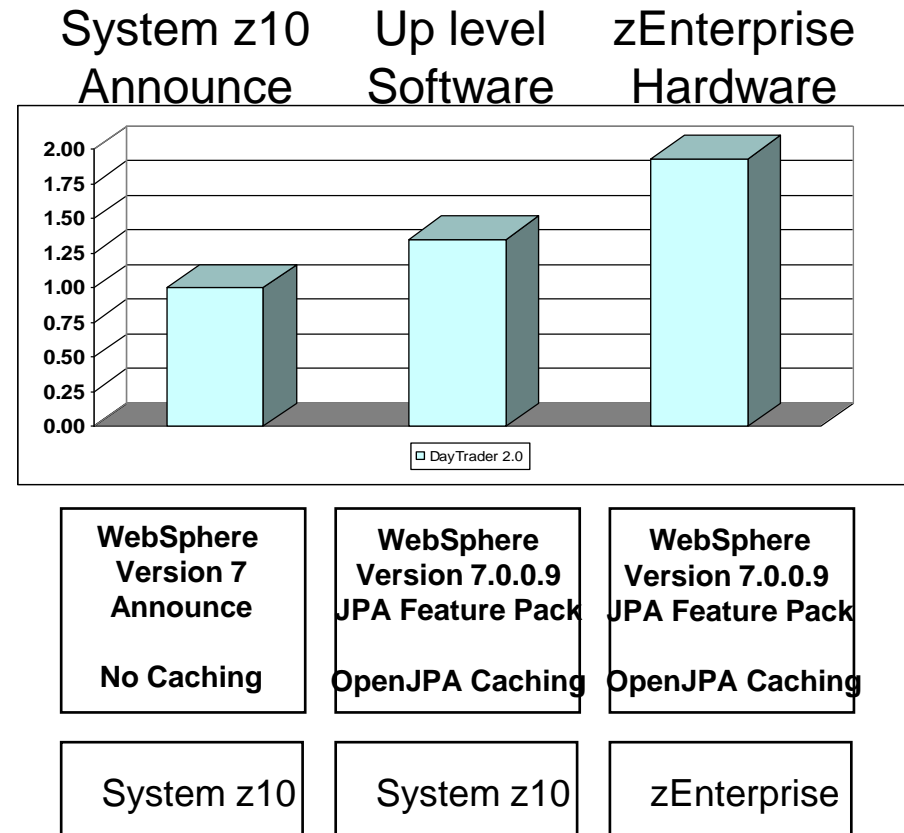 System z10 Up level zEnterprise
Announce Software Hardware
2.00
1.75
1.50
1.25
1.00
0.75
0.50
0.25
0.00
DayTrader 2.0
WebSphere
Version 7
Announce
No Caching
WebSphere
Version 7.0.0.9
JPA Feature Pack
OpenJPA Caching
WebSphere
Version 7.0.0.9
JPA Feature Pack
OpenJPA Caching
System z10
System z10
zEnterprise